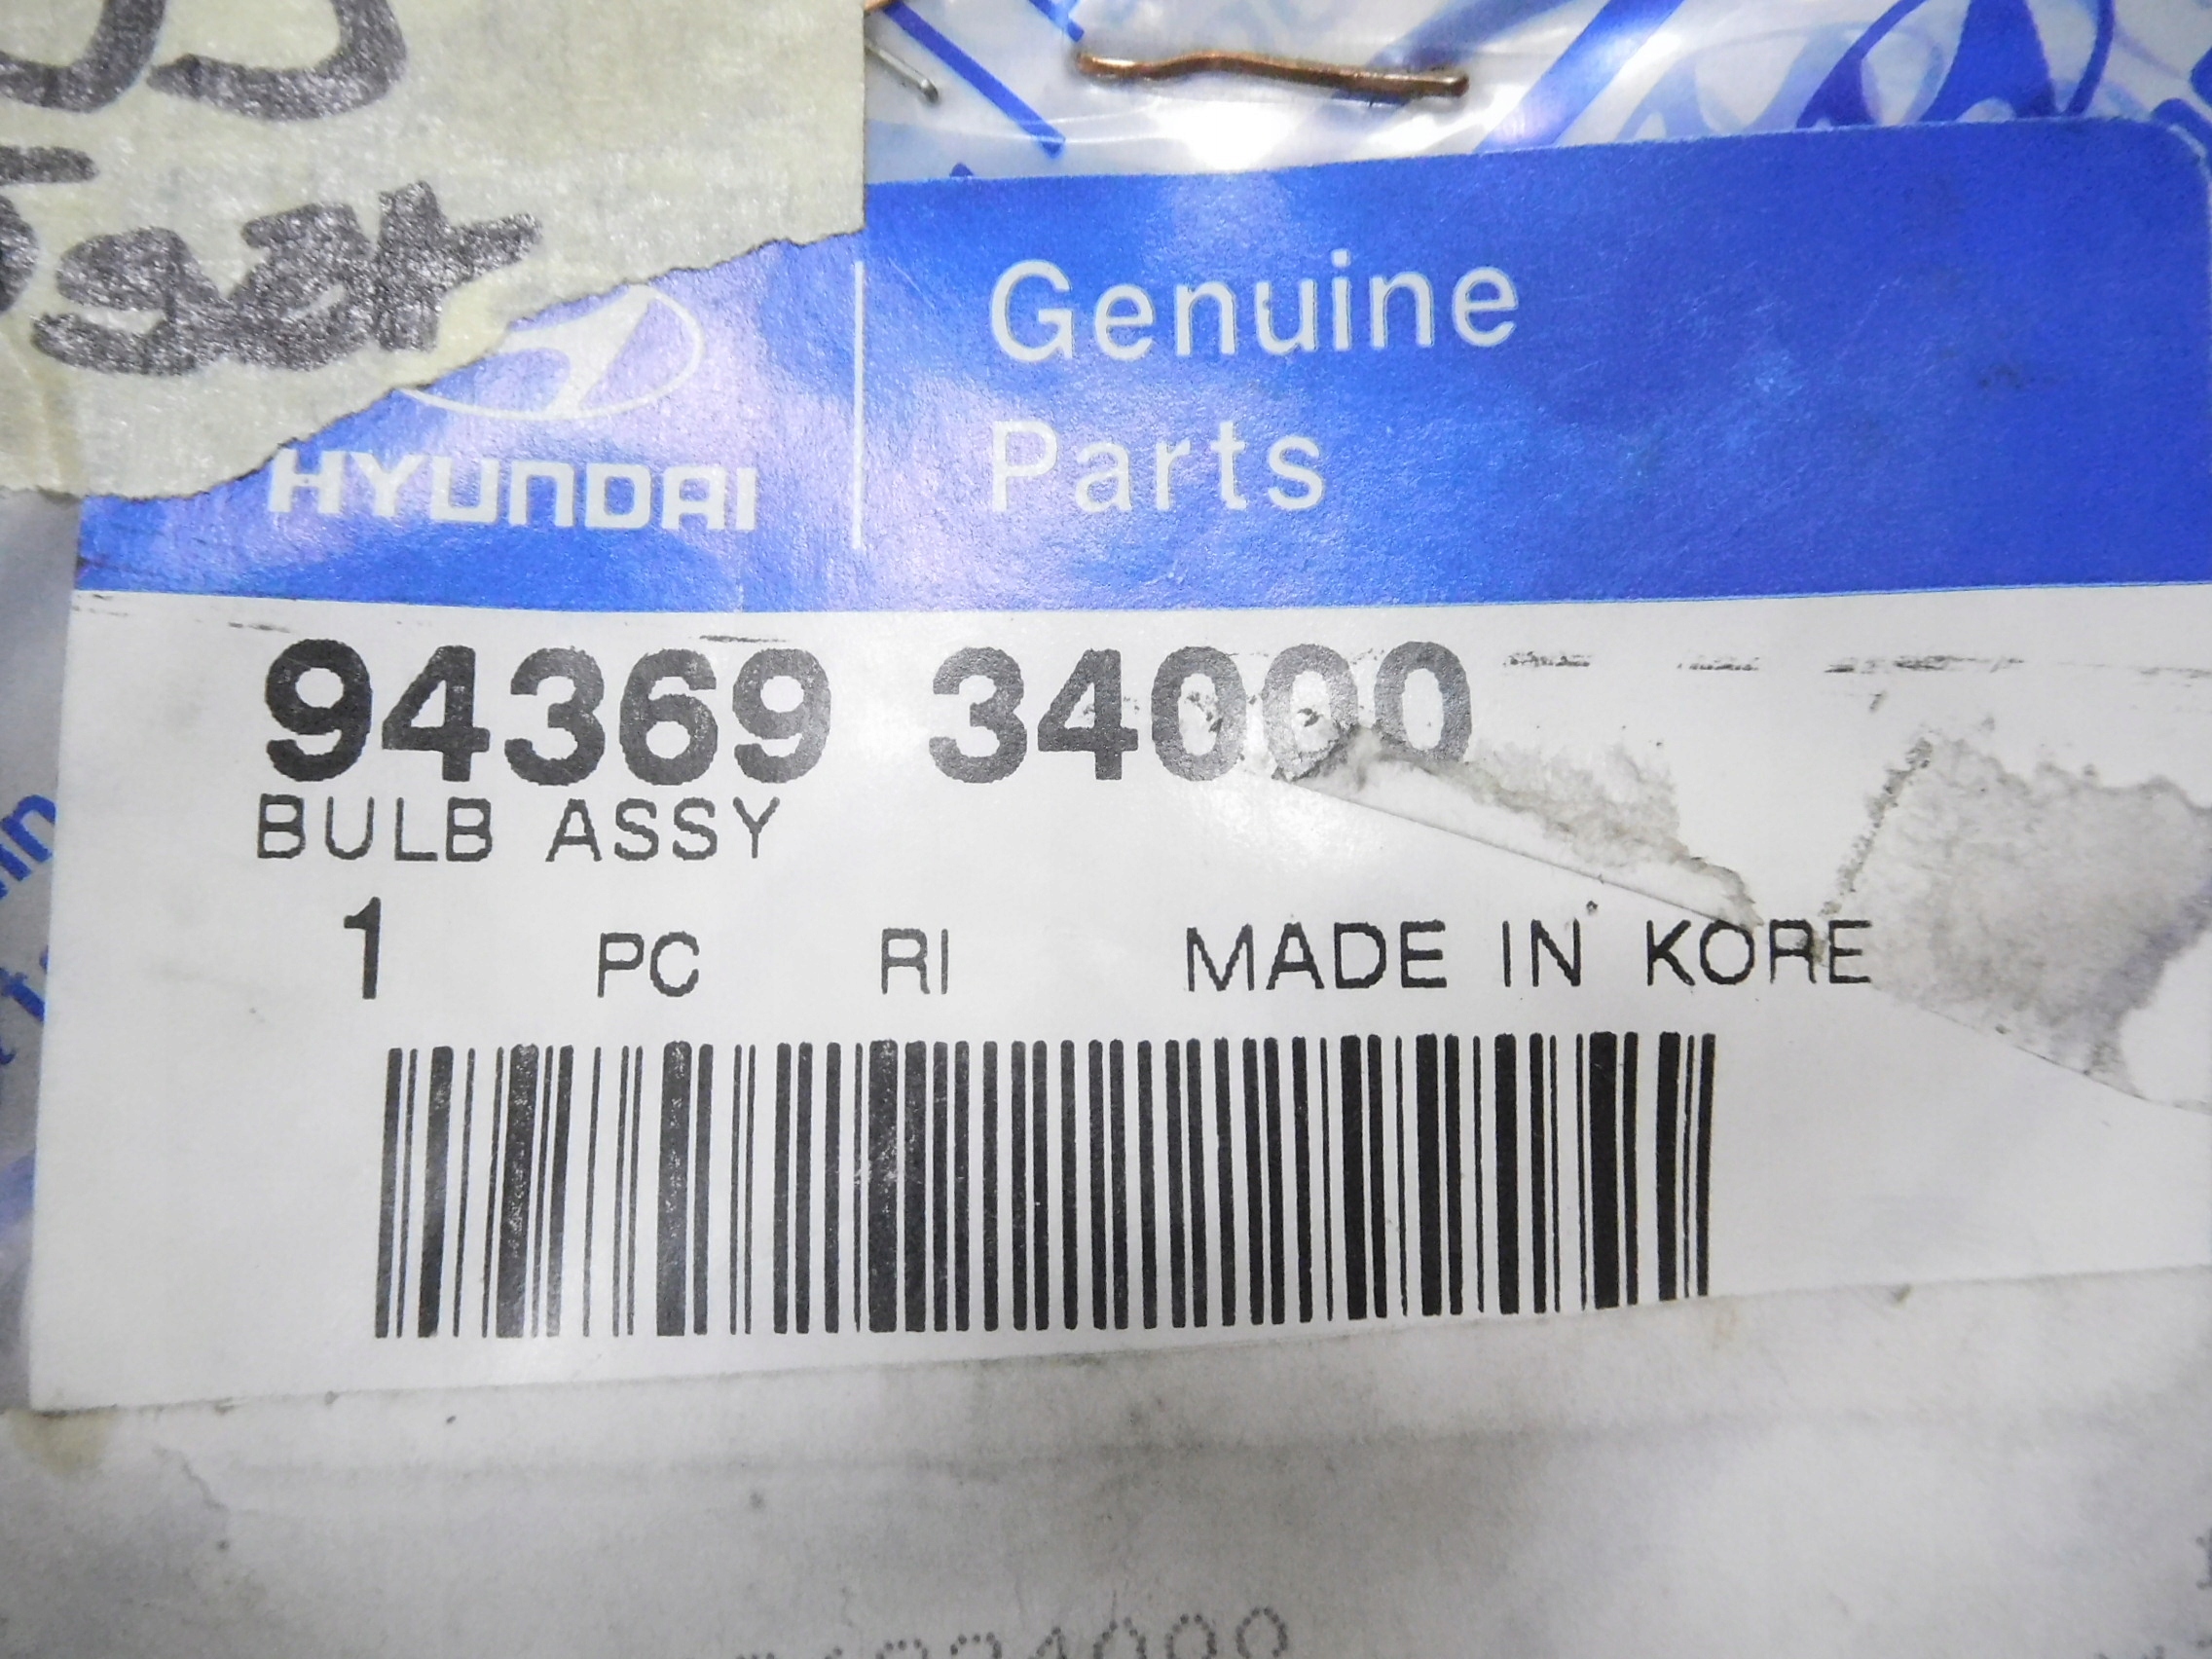 Genuine
Parts
HYUNDAI
94369 34000
BULB ASSY
1 PC RI MADE IN KORE